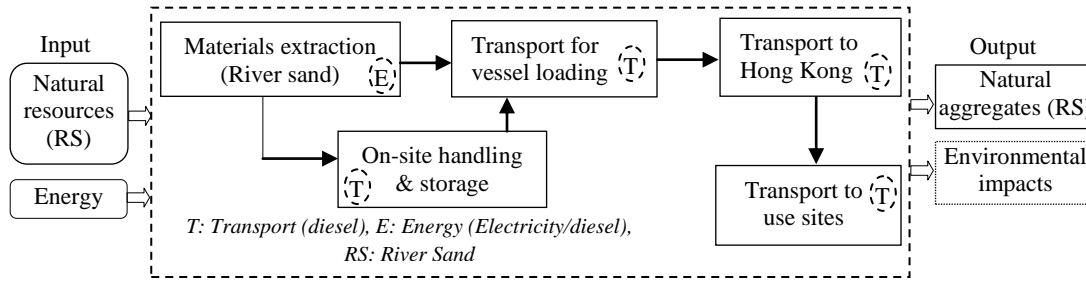 Input
Natural
resources
(RS)
Energy
Materials extraction
(River sand)
E
Transport for
vessel loading
T
Transport to
Hong Kong
T
On-site handling
& storage
T
Transport to
use sites
T
T: Transport (diesel), E: Energy (Electricity/diesel),
RS: River Sand
Output
Natural
aggregates (RS)
Environmental
impacts